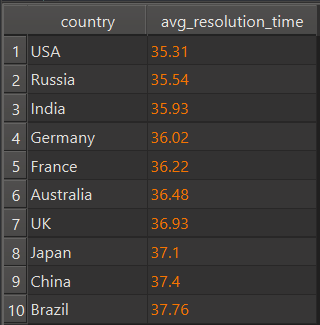 country avg_resolution_time
1 USA 35.31
2 Russia 35.54
3 India 35.93
4 Germany 36.02
5 France 36.22
6 Australia 36.48
7 UK 36.93
8 Japan 37.1
9 China 37.4
10 Brazil 37.76